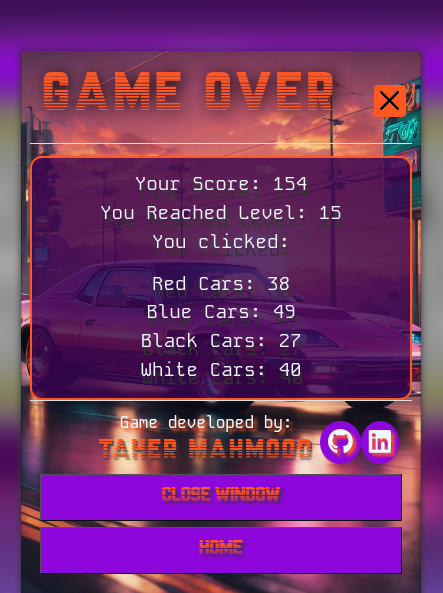 GAME OVER
Your Score: 154
You Reached Level: 15
You clicked:
Red Cars: 38
Blue Cars: 49
Black Cars: 27
White Cars: 40
Game developed by:
TAHER MAHMOOD
in
CLOSE WINDOW
HOME